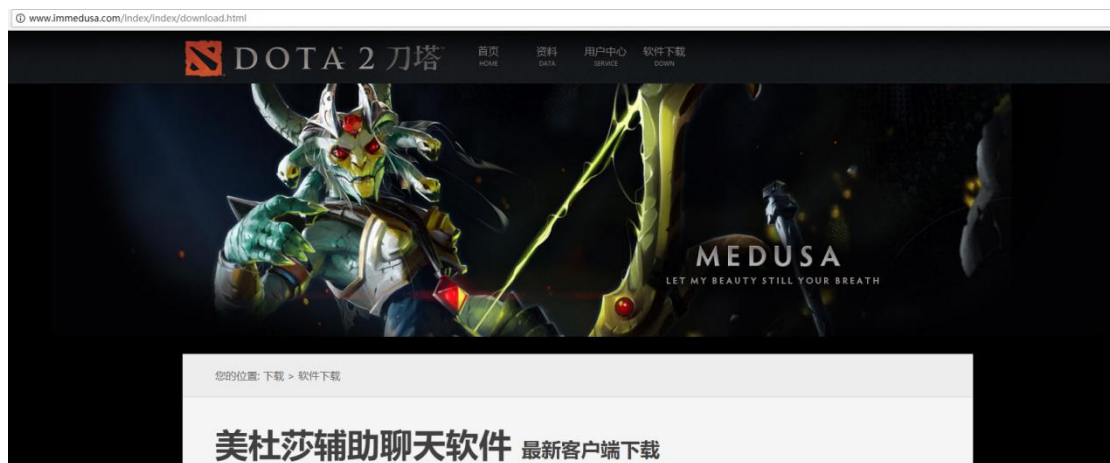 www.immedusa.com/Index/Index/download.html
DOTA 2 刀塔
首页 资料 用户中心 软件下载
HOME DATA SERVICE DOWN
MEDUSA
LET MY BEAUTY STILL YOUR BREATH
您的位置: 下载 > 软件下载
美杜莎辅助聊天软件 最新客户端下载